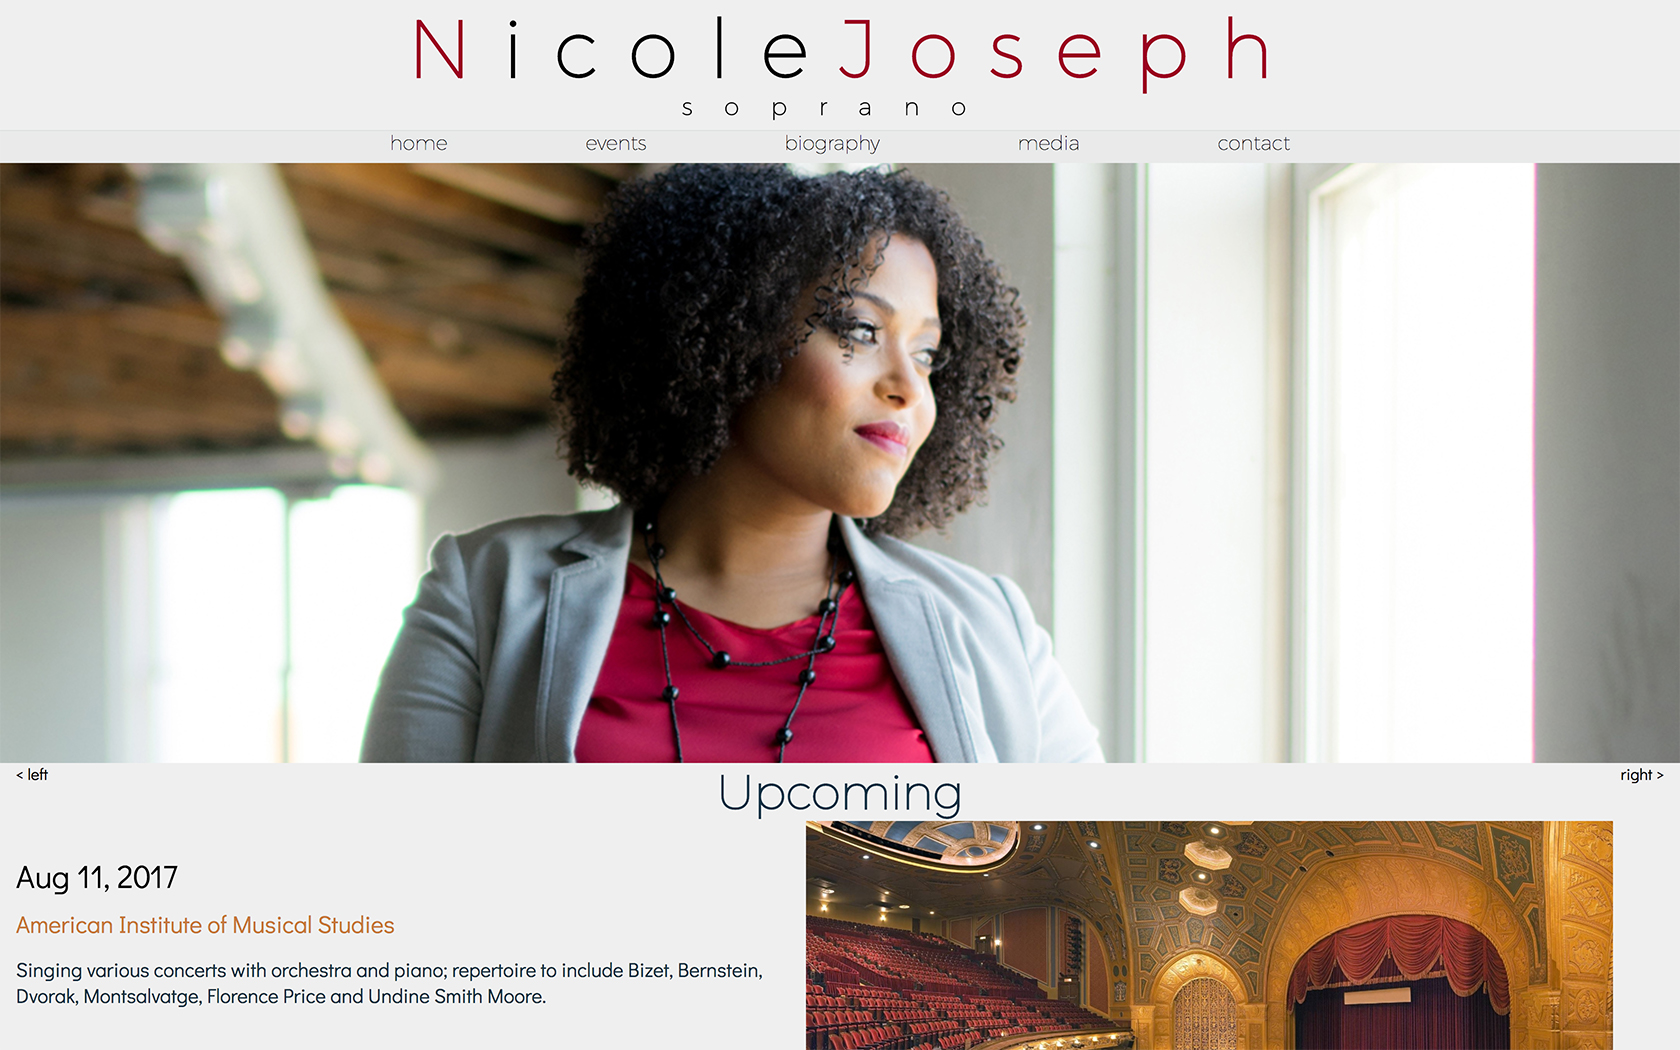 NicoleJoseph
soprano
home events biography media contact
< left right >
Upcoming
Aug 11, 2017
American Institute of Musical Studies
Singing various concerts with orchestra and piano; repertoire to include Bizet, Bernstein,
Dvorak, Montsalvatge, Florence Price and Undine Smith Moore.